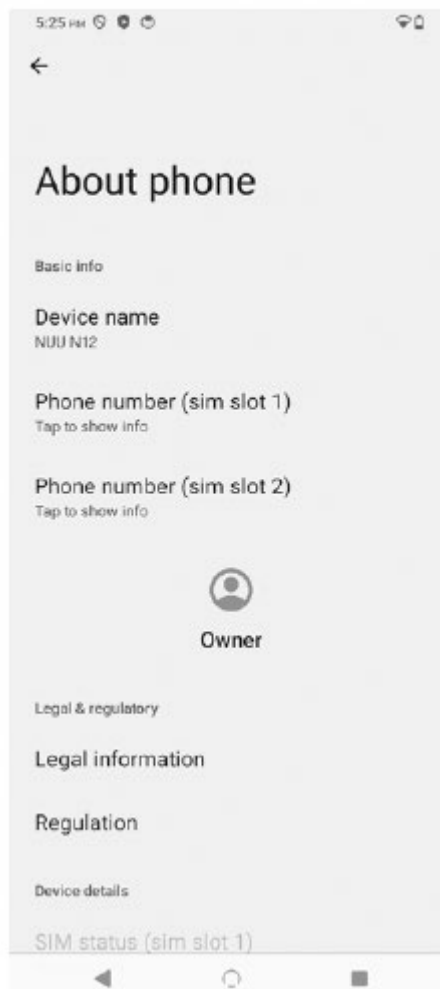 5:25 PM
About phone
Basic info
Device name
NUU N12
Phone number (sim slot 1)
Tap to show info
Phone number (sim slot 2)
Tap to show info
Owner
Legal & regulatory
Legal information
Regulation
Device details
SIM status (sim slot 1)